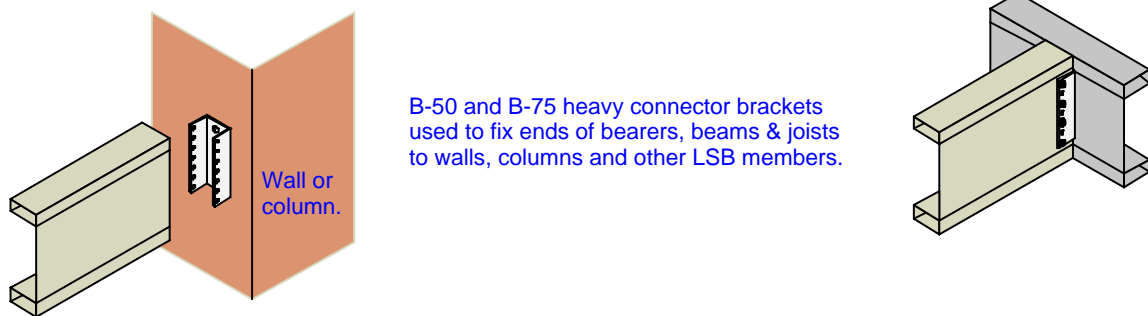 B-50 and B-75 heavy connector brackets
used to fix ends of bearers, beams & joists
to walls, columns and other LSB members.
Wall or
column.